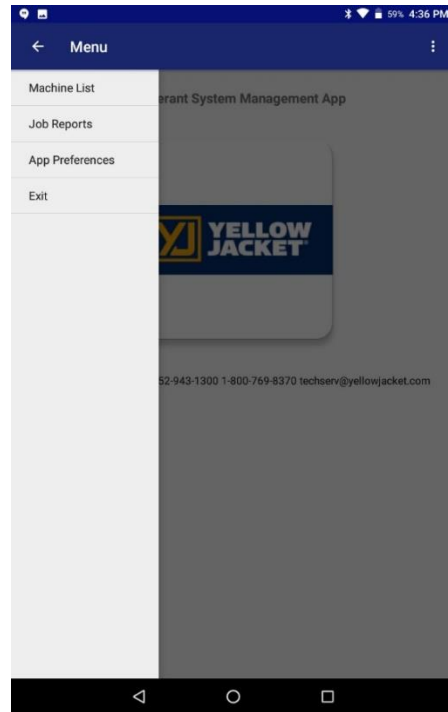 59% 4:36 PM
Menu
Machine List
erant System Management App
Job Reports
App Preferences
Exit
YJ YELLOW
JACKET®
52-943-1300 1-800-769-8370 techserv@yellowjacket.com